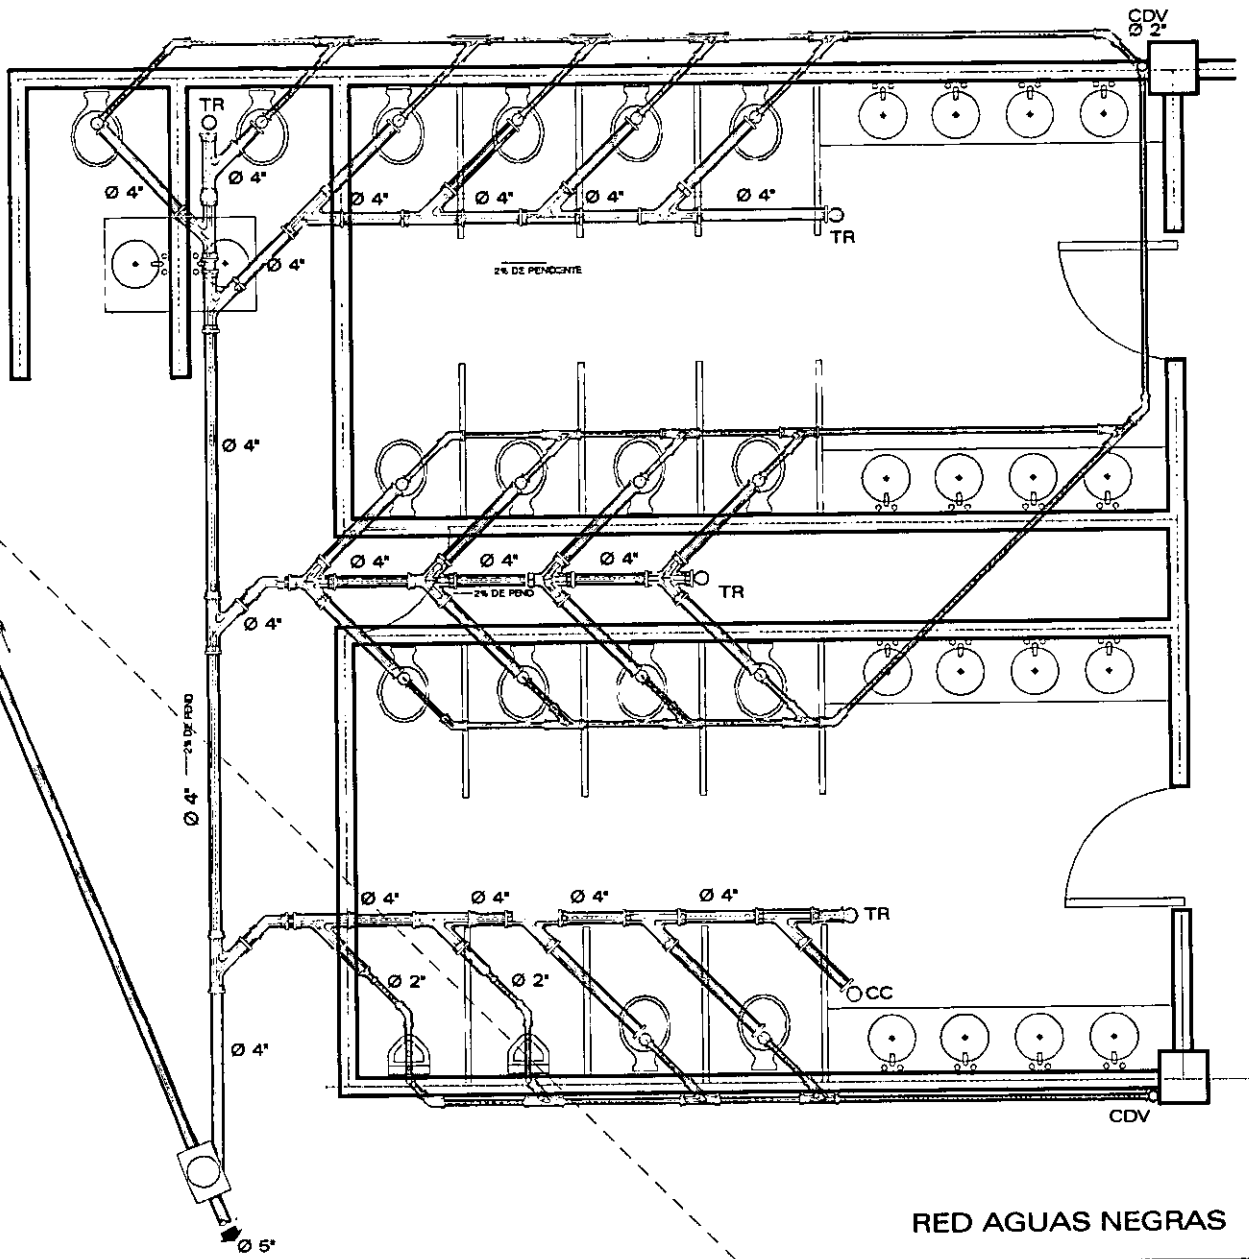 CDV
Ø 2"
TR
Ø 4"
Ø 4"
Ø 4"
Ø 4"
Ø 4"
Ø 4"
TR
Ø 4"
2% DE PENDENTE
Ø 4"
Ø 4"
Ø 4"
Ø 4"
TR
2% DE PEND
Ø 4"
2% DE PEND
Ø 4"
Ø 4"
Ø 4"
Ø 4"
Ø 4"
TR
Ø 2"
Ø 2"
CC
Ø 4"
CDV
RED AGUAS NEGRAS
Ø 5"